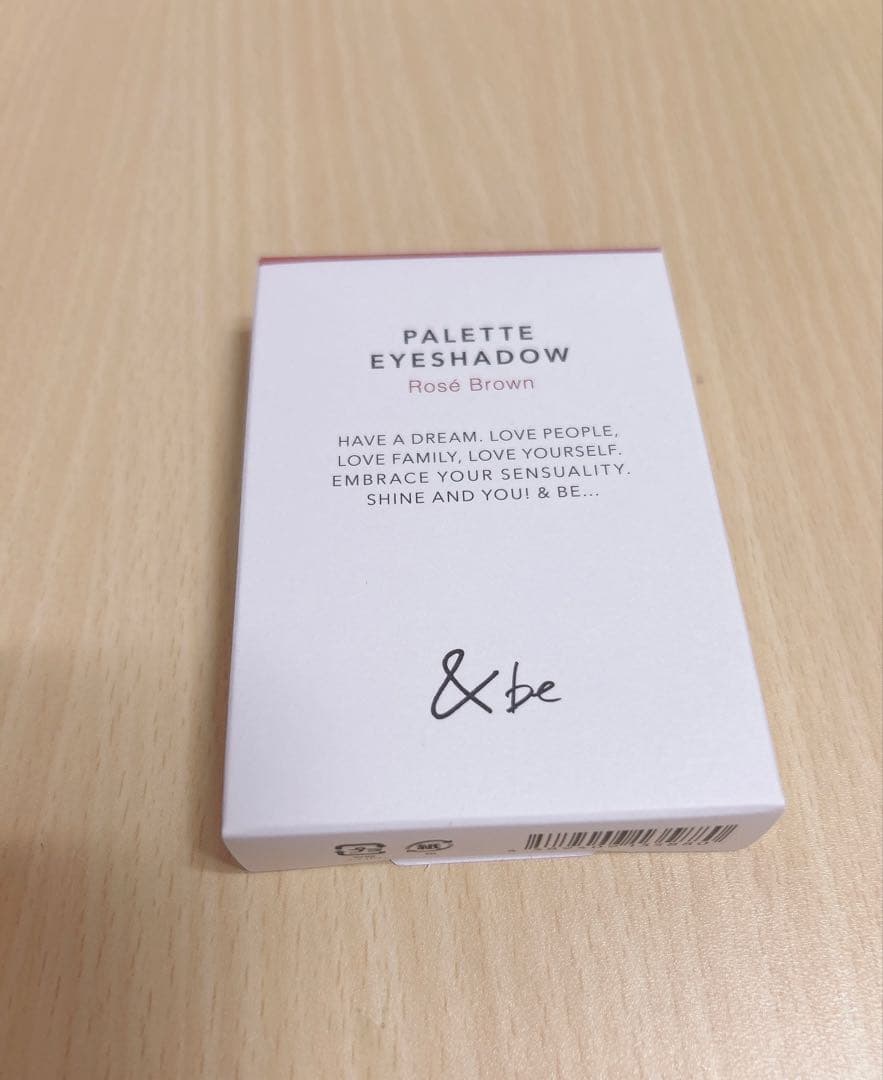 PALETTE
EYESHADOW
Rosé Brown
HAVE A DREAM. LOVE PEOPLE,
LOVE FAMILY, LOVE YOURSELF.
EMBRACE YOUR SENSUALITY.
SHINE AND YOU! & BE...
& be